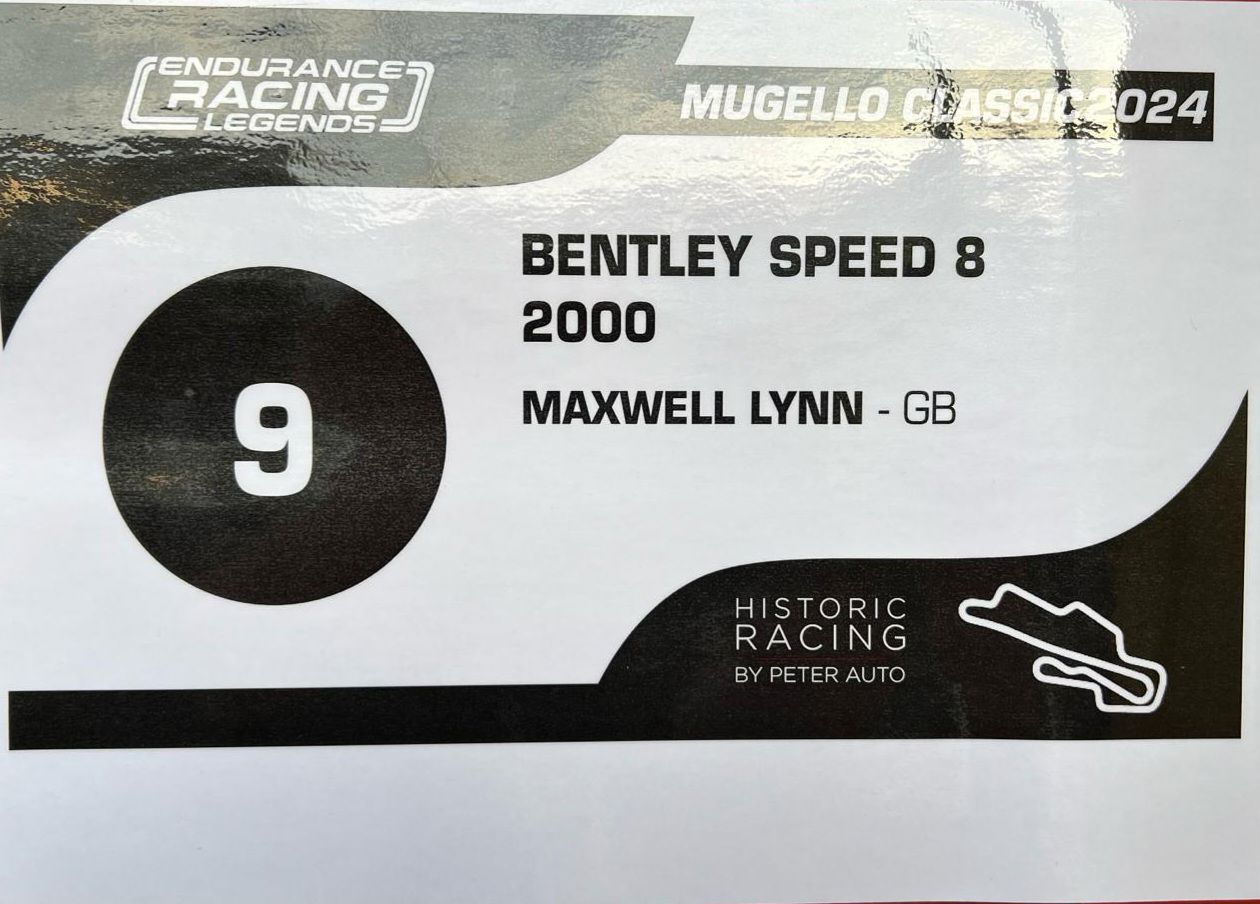 ENDURANCE
RACING
LEGENDS
MUGELLO CLASSIC 2024
BENTLEY SPEED 8
2000
MAXWELL LYNN - GB
9
HISTORIC
RACING
BY PETER AUTO